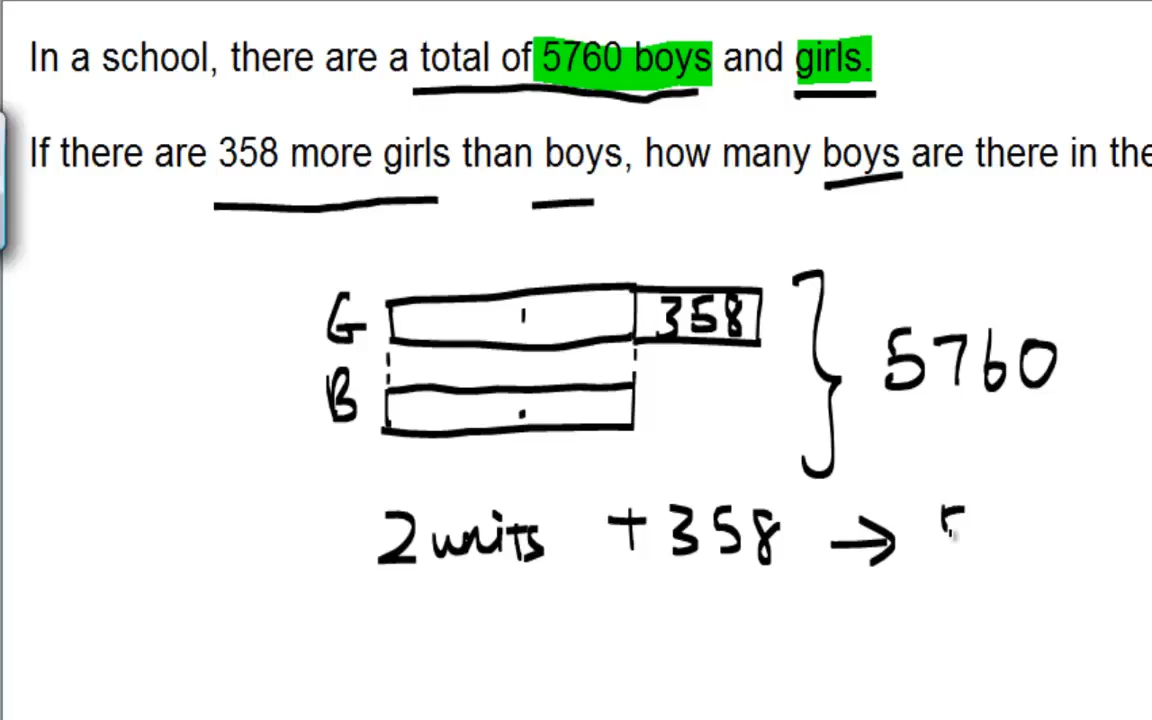 In a school, there are a total of 5760 boys and girls.
If there are 358 more girls than boys, how many boys are there in the
G 358
B
5760
2 units + 358 → 5